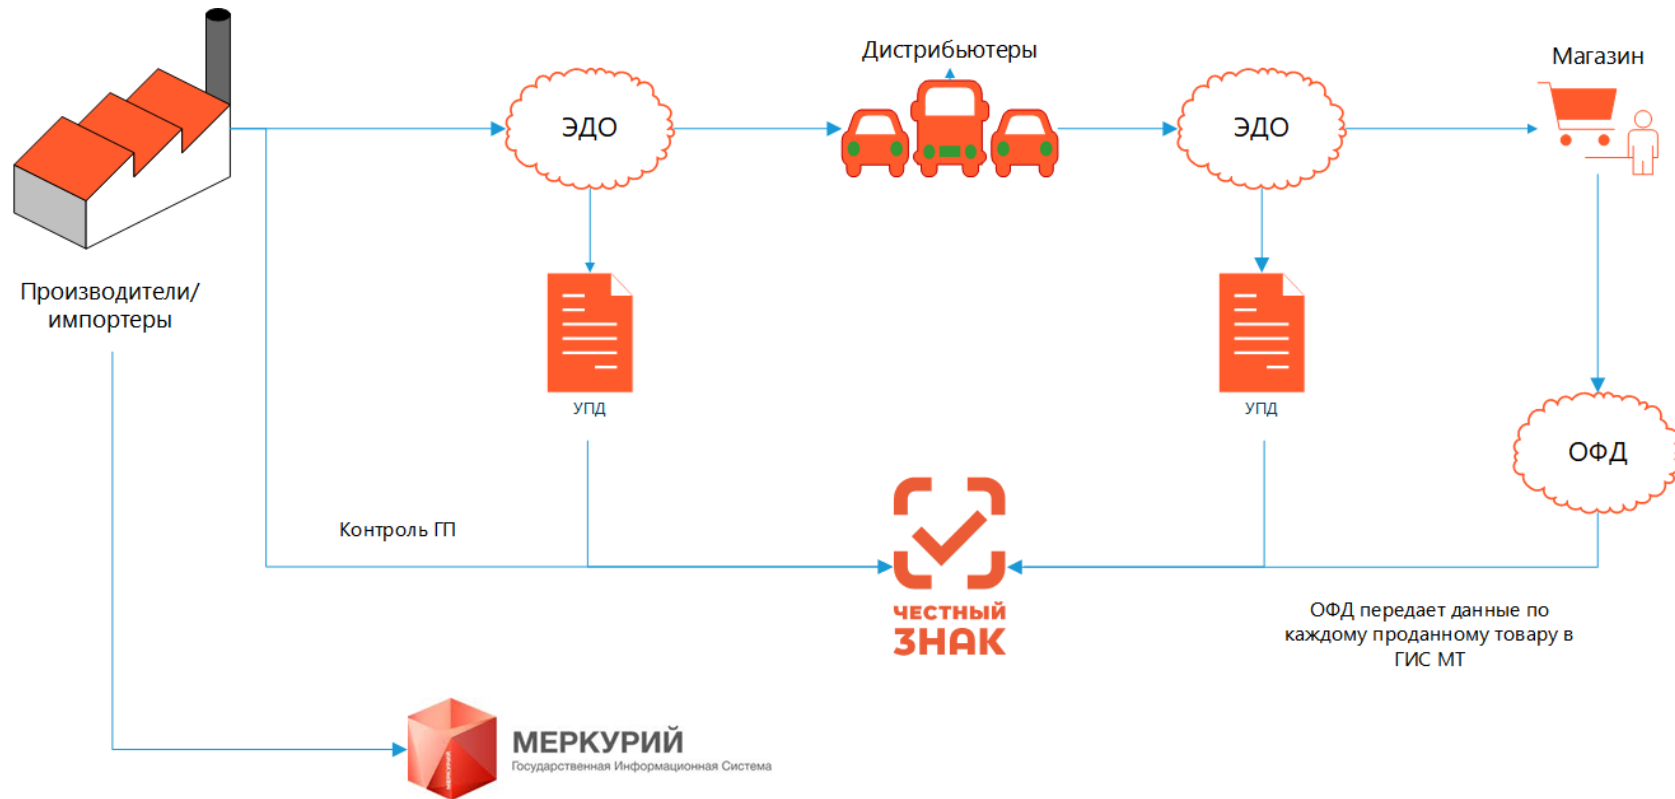 Дистрибьютеры
Магазин
ЭДО
ЭДО
Производители/
импортеры
УПД
УПД
ОФД
Контроль ГП
ЧЕСТНЫЙ
ЗНАК
ОФД передает данные по
каждому проданному товару в
ГИС МТ
МЕРКУРИЙ
МЕРКУРИЙ
Государственная Информационная Система